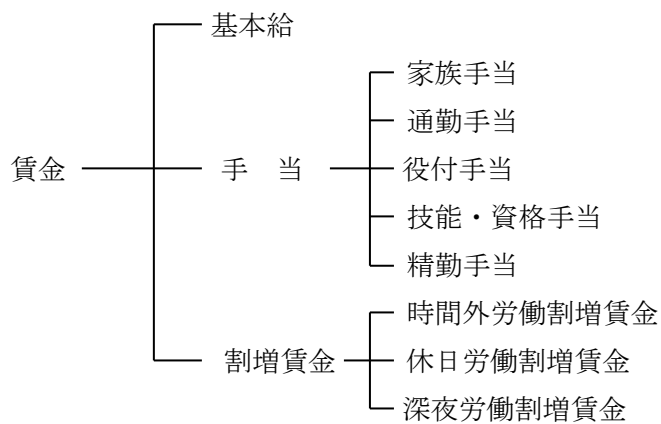 基本給
家族手当
通勤手当
賃金
手 当
役付手当
技能・資格手当
精勤手当
時間外労働割増賃金
割増賃金
休日労働割増賃金
深夜労働割増賃金